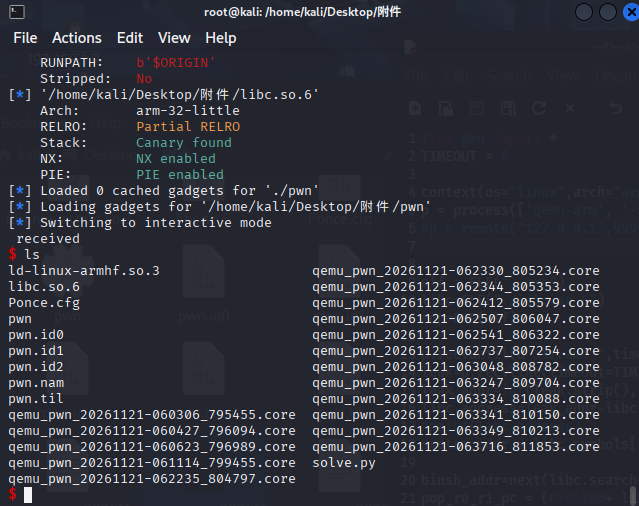 root@kali: /home/kali/Desktop/附件
File Actions Edit View Help
RUNPATH: b'$ORIGIN'
Stripped: No
[*] '/home/kali/Desktop/附件/libc.so.6'
Arch: arm-32-little
RELRO: Partial RELRO
Stack: Canary found
NX: NX enabled
PIE: PIE enabled
[*] Loaded 0 cached gadgets for './pwn'
[*] Loading gadgets for '/home/kali/Desktop/附件/pwn'
[*] Switching to interactive mode
received
$ ls
ld-linux-armhf.so.3 qemu_pwn_20261121-062330_805234.core
libc.so.6 qemu_pwn_20261121-062344_805353.core
Ponce.cfg qemu_pwn_20261121-062412_805579.core
pwn qemu_pwn_20261121-062507_806047.core
pwn.id0 qemu_pwn_20261121-062541_806322.core
pwn.id1 qemu_pwn_20261121-062737_807254.core
pwn.id2 qemu_pwn_20261121-063048_808782.core
pwn.nam qemu_pwn_20261121-063247_809704.core
pwn.til qemu_pwn_20261121-063334_810088.core
qemu_pwn_20261121-060306_795455.core qemu_pwn_20261121-063341_810150.core
qemu_pwn_20261121-060427_796094.core qemu_pwn_20261121-063349_810213.core
qemu_pwn_20261121-060623_796989.core qemu_pwn_20261121-063716_811853.core
qemu_pwn_20261121-061114_799455.core solve.py
qemu_pwn_20261121-062235_804797.core
$